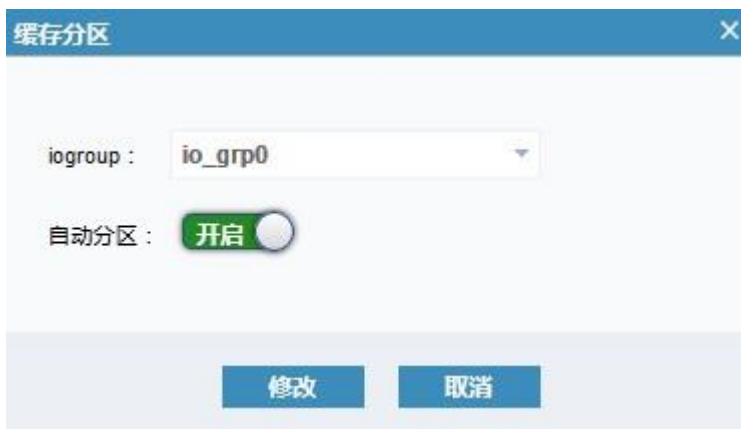 缓存分区
iogroup : io_grp0
自动分区 : 开启
修改 取消